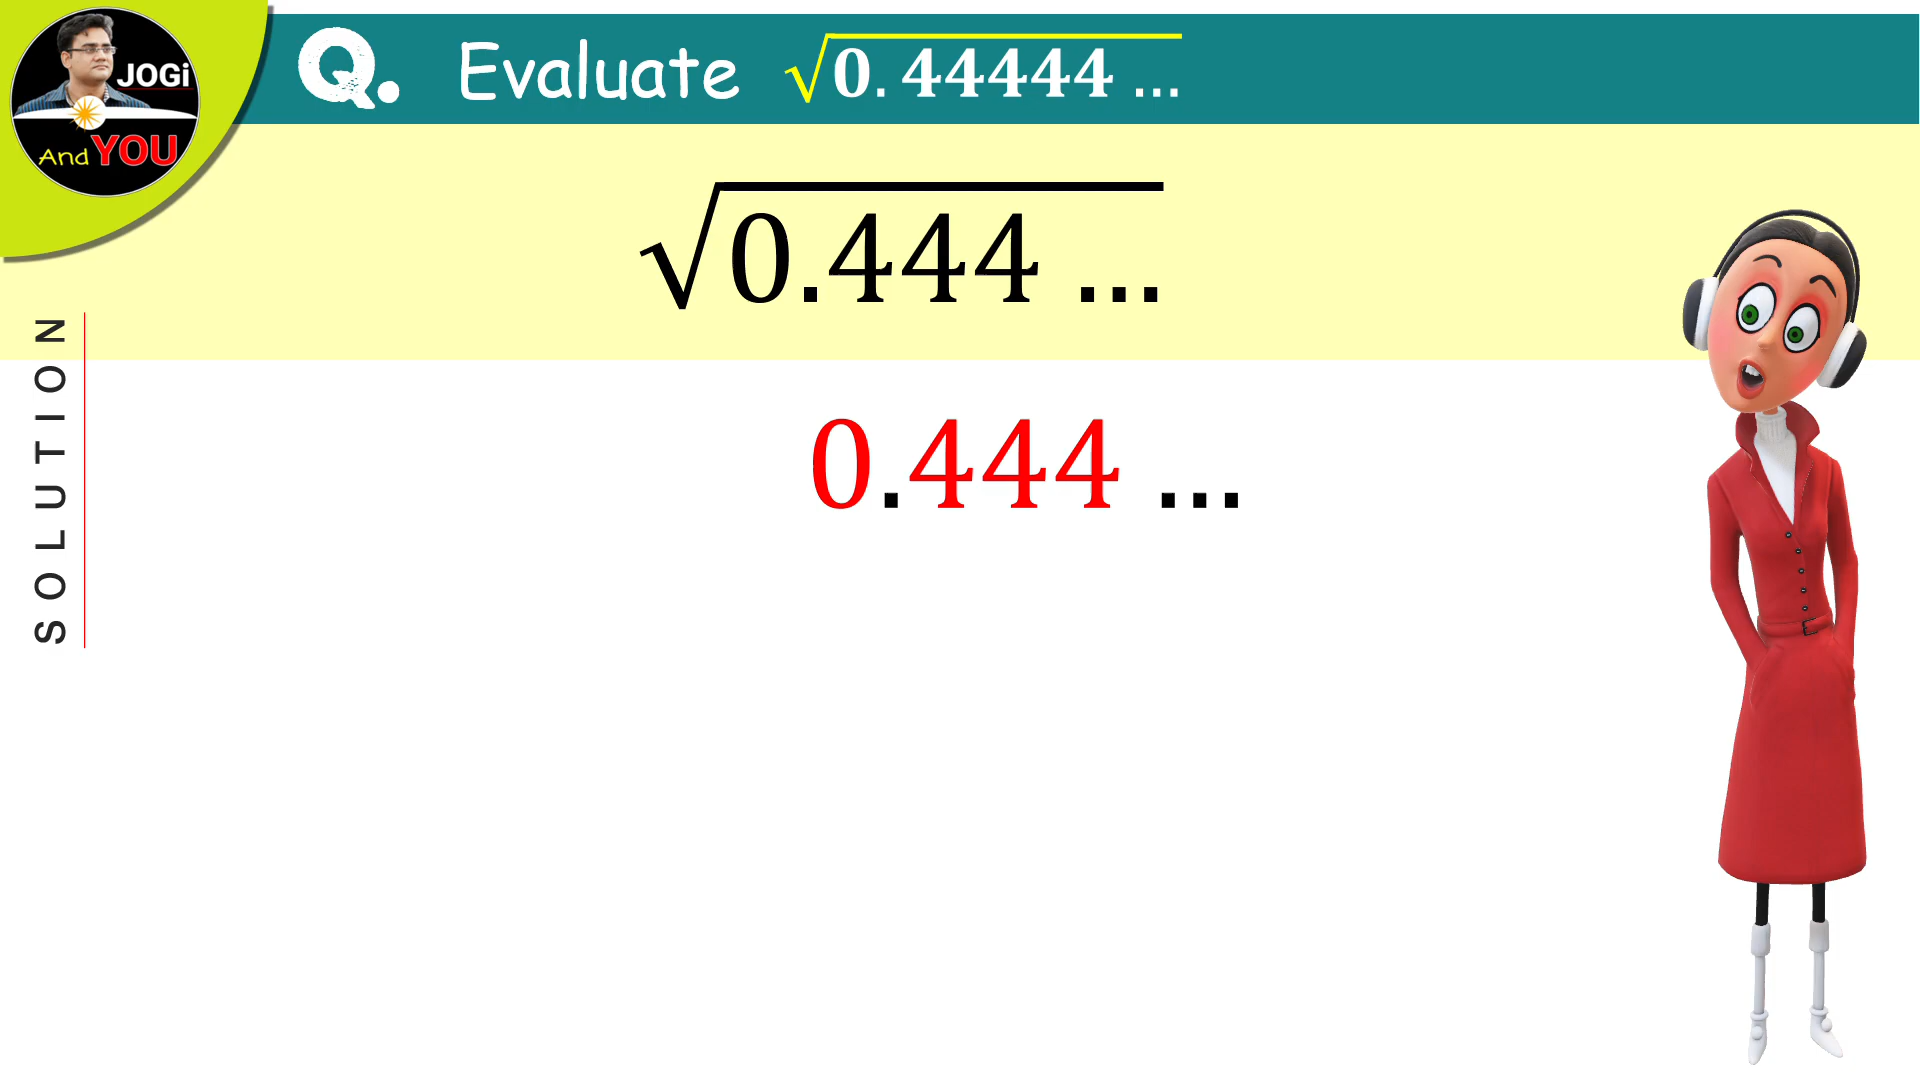 JOGi
And YOU
Q. Evaluate √0.44444 ...
√0.444 ...
SOLUTION
0.444 ...